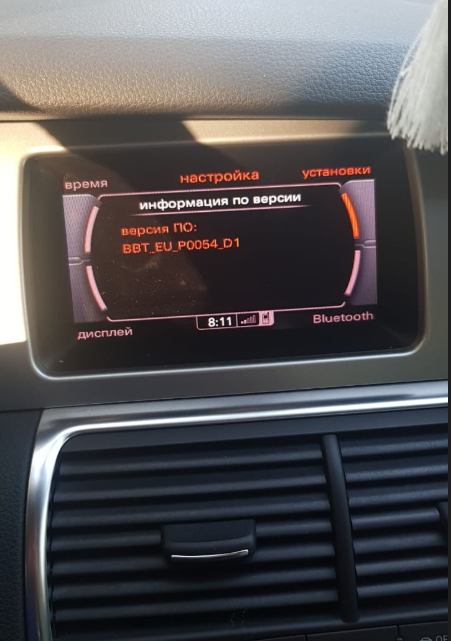 время настройка установки
информация по версии
версия ПО:
BBT_EU_P0054_D1
8:11
дисплей Bluetooth